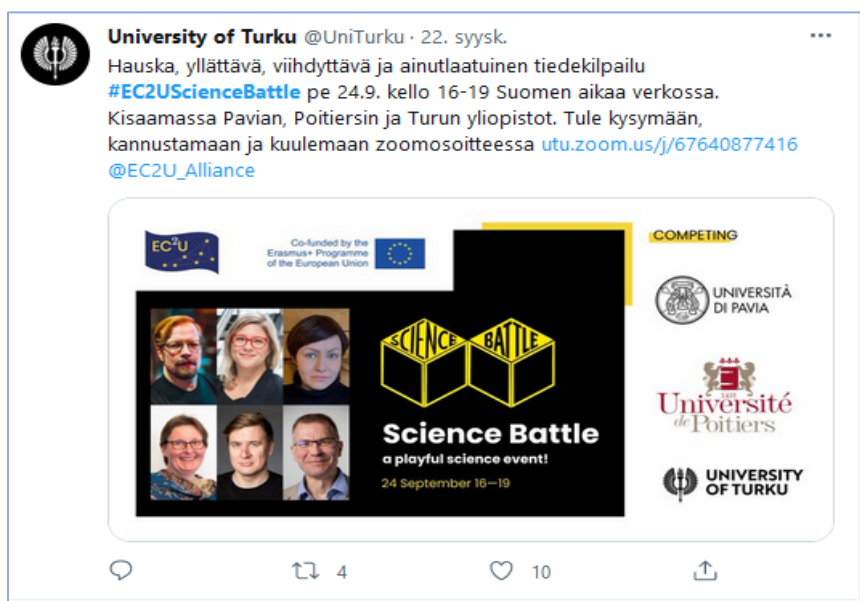 University of Turku @UniTurku · 22. syysk.
Hauska, yllättävä, viihdyttävä ja ainutlaatuinen tiedekilpailu
#EC2UScienceBattle pe 24.9. kello 16-19 Suomen aikaa verkossa.
Kisaamassa Pavian, Poitiersin ja Turun yliopistot. Tule kysymään,
kannustamaan ja kuulemaan zoomosoitteessa utu.zoom.us/j/67640877416
@EC2U_Alliance
EC²U
Co-funded by the
Erasmus+ Programme
of the European Union
SCIENCE BATTLE
Science Battle
a playful science event!
24 September 16—19
COMPETING
UNIVERSITÀ
DI PAVIA
1431
Université
de Poitiers
UNIVERSITY
OF TURKU
4
10